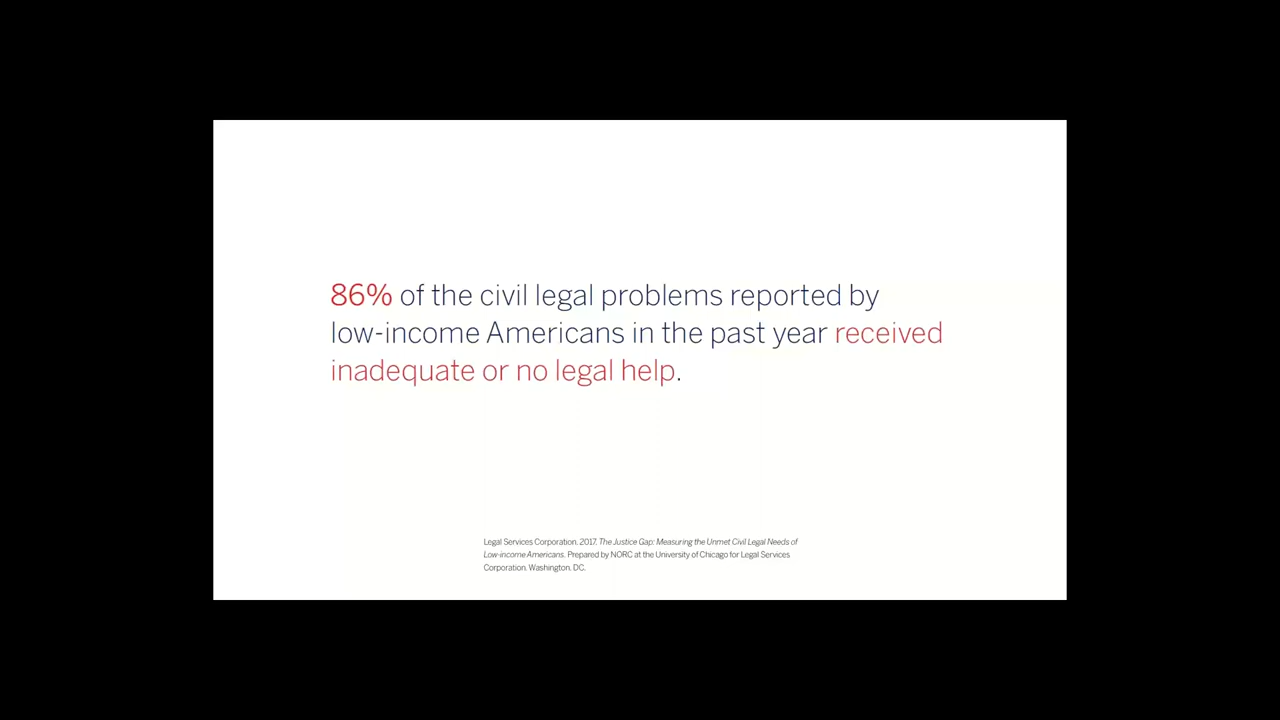 86% of the civil legal problems reported by
low-income Americans in the past year received
inadequate or no legal help.
Legal Services Corporation. 2017. The Justice Gap: Measuring the Unmet Civil Legal Needs of
Low-income Americans. Prepared by NORC at the University of Chicago for Legal Services
Corporation. Washington. DC.